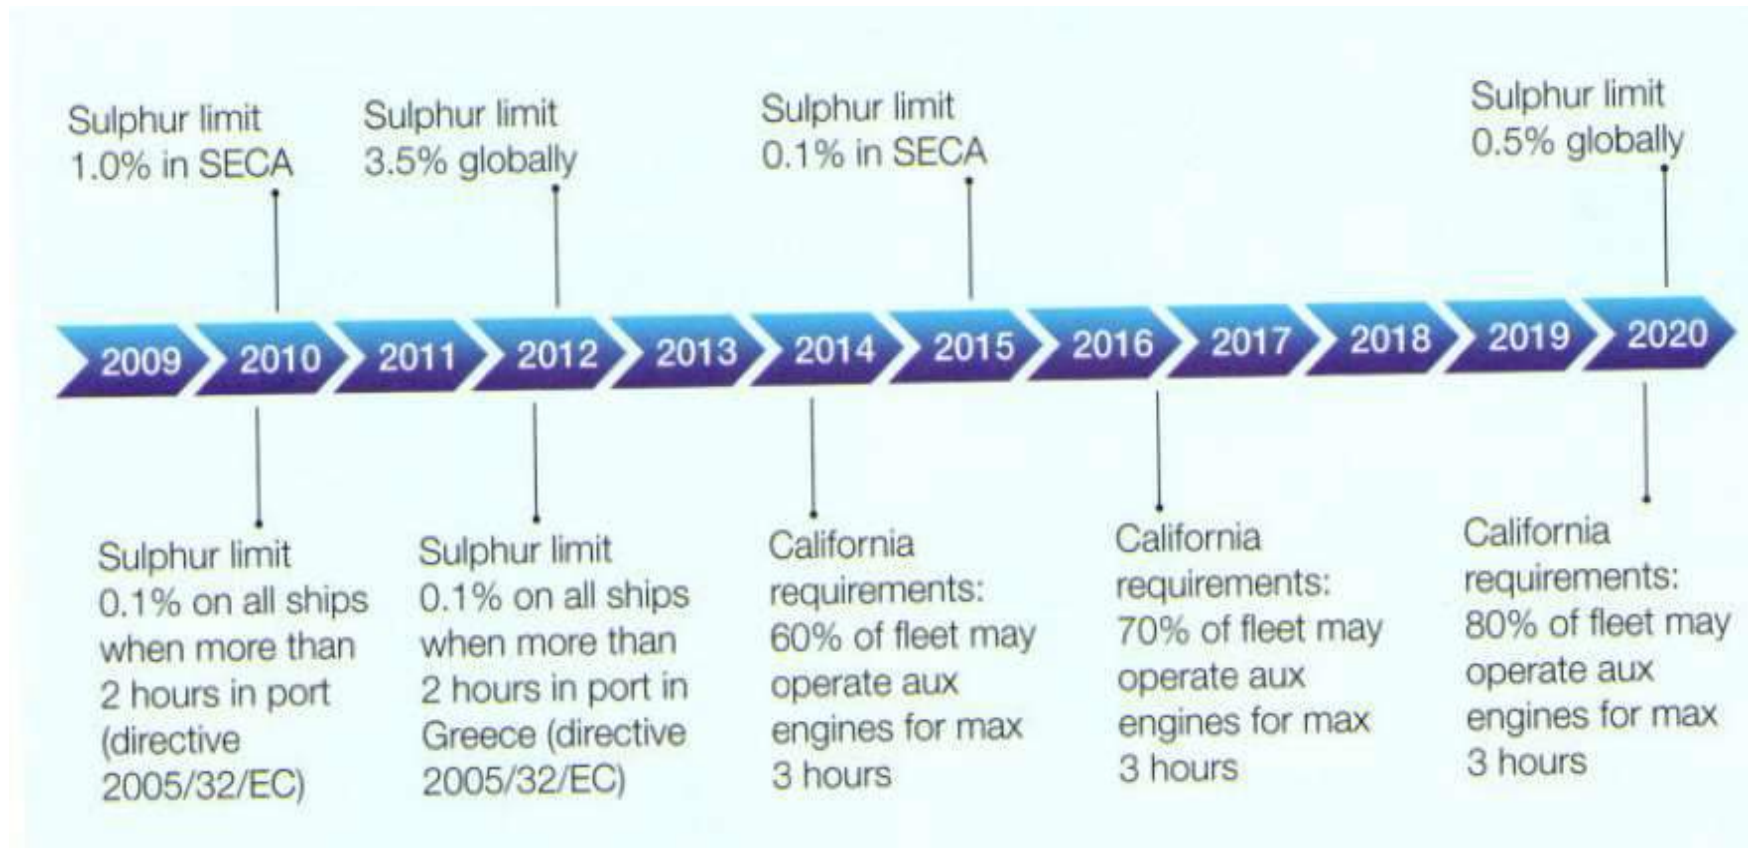 Sulphur limit
1.0% in SECA
Sulphur limit
3.5% globally
Sulphur limit
0.1% in SECA
Sulphur limit
0.5% globally
2009 2010 2011 2012 2013 2014 2015 2016 2017 2018 2019 2020
Sulphur limit
0.1% on all ships
when more than
2 hours in port
(directive
2005/32/EC)
Sulphur limit
0.1% on all ships
when more than
2 hours in port in
Greece (directive
2005/32/EC)
California
requirements:
60% of fleet may
operate aux
engines for max
3 hours
California
requirements:
70% of fleet may
operate aux
engines for max
3 hours
California
requirements:
80% of fleet may
operate aux
engines for max
3 hours